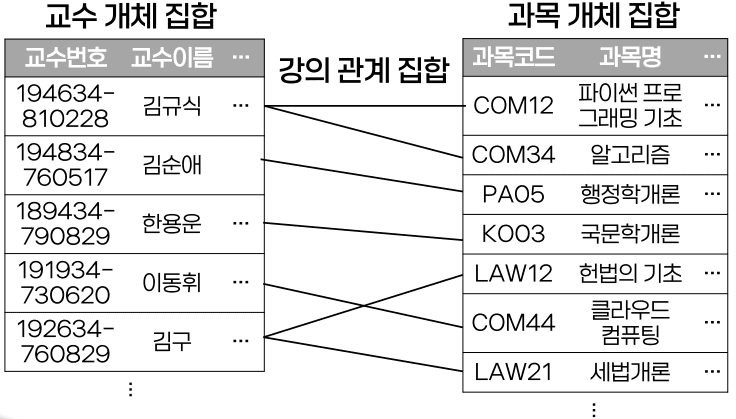 교수 개체 집합
교수번호 교수이름 ···
194634-
810228 김규식 ···
194834-
760517 김순애
189434-
790829 한용운 ···
191934-
730620 이동휘 ···
192634-
760829 김구 ···
⋮
강의 관계 집합
과목 개체 집합
과목코드 과목명 ···
COM12 파이썬 프로
그래밍 기초 ···
COM34 알고리즘 ···
PA05 행정학개론 ···
KO03 국문학개론
LAW12 헌법의 기초 ···
COM44 클라우드
컴퓨팅 ···
LAW21 세법개론 ···
⋮